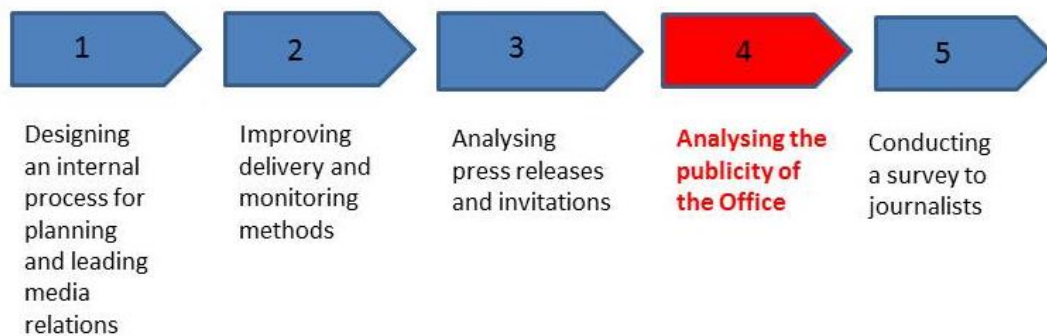 1
2
3
4
5
Designing
an internal
process for
planning
and leading
media
relations
Improving
delivery and
monitoring
methods
Analysing
press releases
and invitations
Analysing the
publicity of
the Office
Conducting
a survey to
journalists